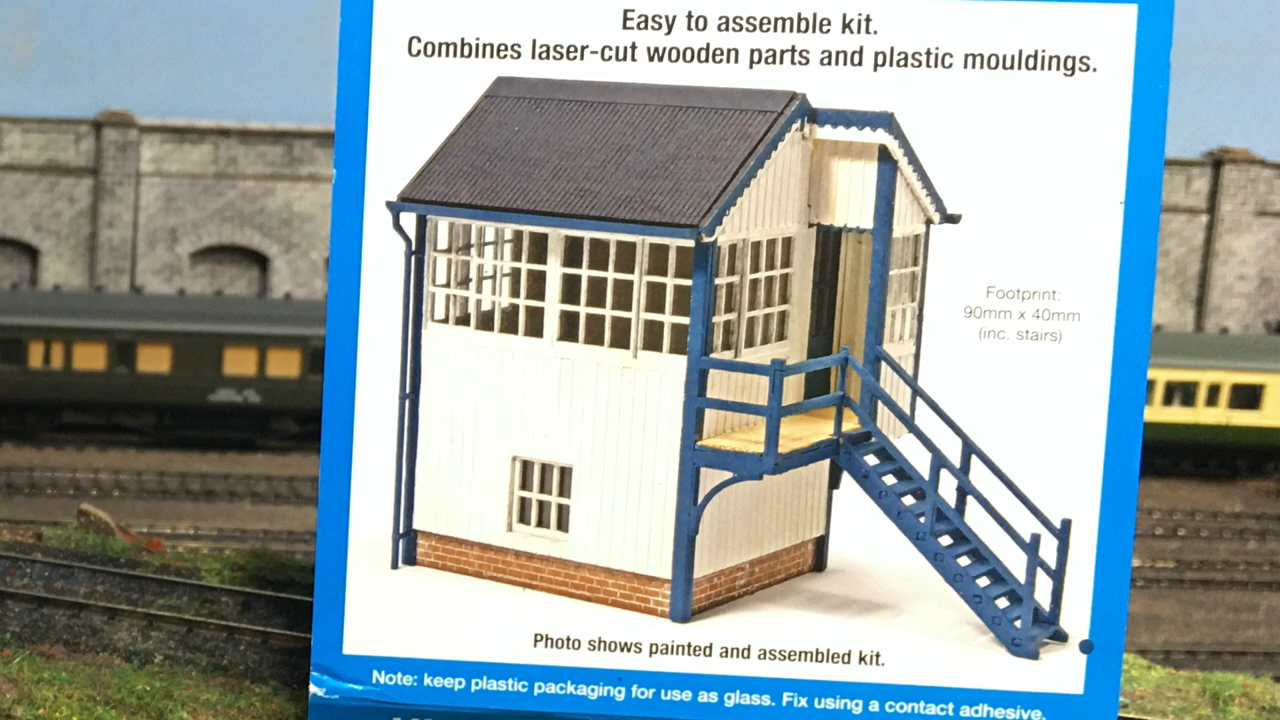 Easy to assemble kit.
Combines laser-cut wooden parts and plastic mouldings.
Footprint:
90mm x 40mm
(inc. stairs)
Photo shows painted and assembled kit.
Note: keep plastic packaging for use as glass. Fix using a contact adhesive.